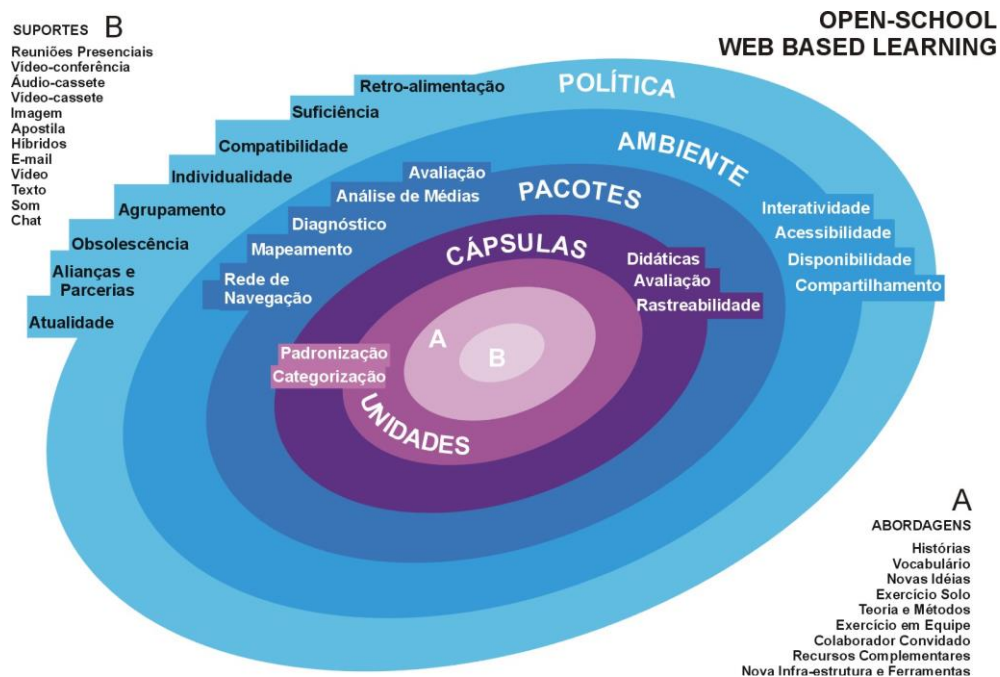 SUPORTES B
Reuniões Presenciais
Vídeo-conferência
Áudio-cassete
Vídeo-cassete
Imagem
Apostila
Híbridos
E-mail
Vídeo
Texto
Som
Chat
OPEN-SCHOOL
WEB BASED LEARNING
POLÍTICA
Retro-alimentação
Suficiência
Compatibilidade
Individualidade
Agrupamento
Obsolescência
Alianças e
Parcerias
Atualidade
AMBIENTE
Interatividade
Acessibilidade
Disponibilidade
Compartilhamento
PACOTES
Avaliação
Análise de Médias
Diagnóstico
Mapeamento
Rede de
Navegação
CÁPSULAS
Didáticas
Avaliação
Rastreabilidade
Padronização
Categorização
UNIDADES
A
B
A
ABORDAGENS
Histórias
Vocabulário
Novas Idéias
Exercício Solo
Teoria e Métodos
Exercício em Equipe
Colaborador Convidado
Recursos Complementares
Nova Infra-estrutura e Ferramentas